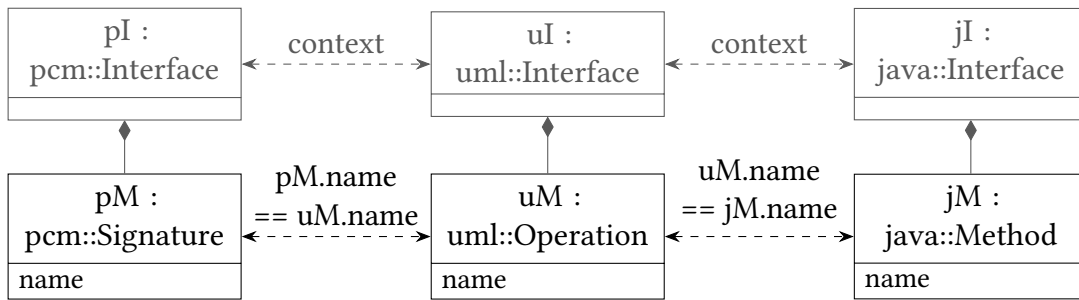 pI :
pcm::Interface
context
uI :
uml::Interface
context
jI :
java::Interface
pM :
pcm::Signature
name
pM.name
== uM.name
uM :
uml::Operation
name
uM.name
== jM.name
jM :
java::Method
name